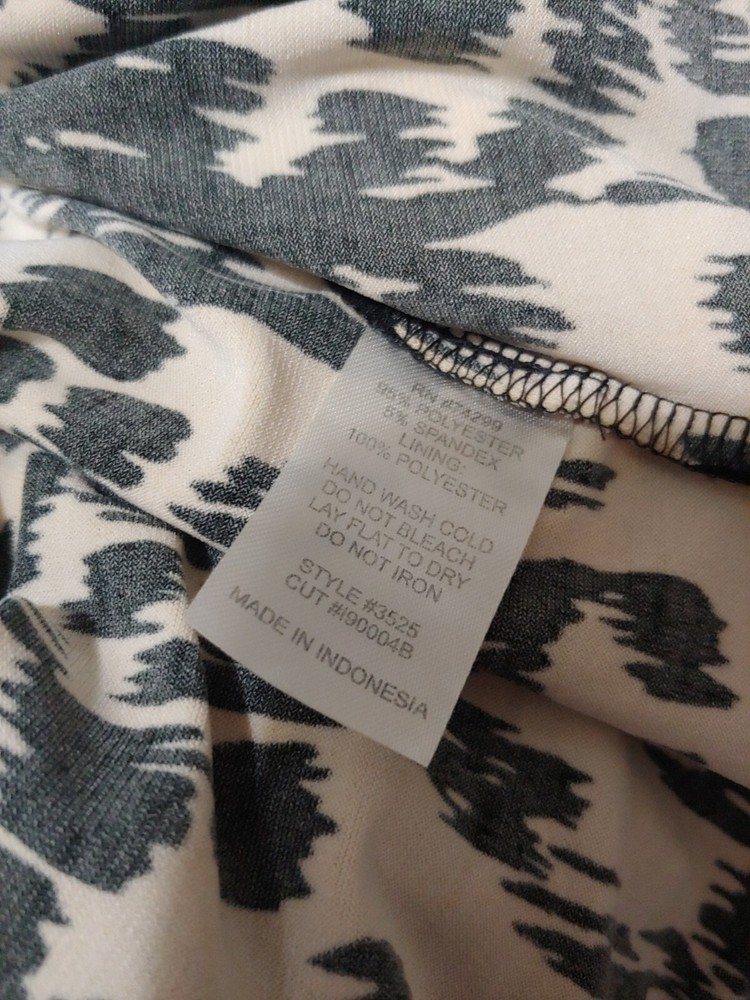 RN #74299
95% POLYESTER
5% SPANDEX
LINING:
100% POLYESTER
HAND WASH COLD
DO NOT BLEACH
LAY FLAT TO DRY
DO NOT IRON
STYLE #3525
CUT #I90004B
MADE IN INDONESIA